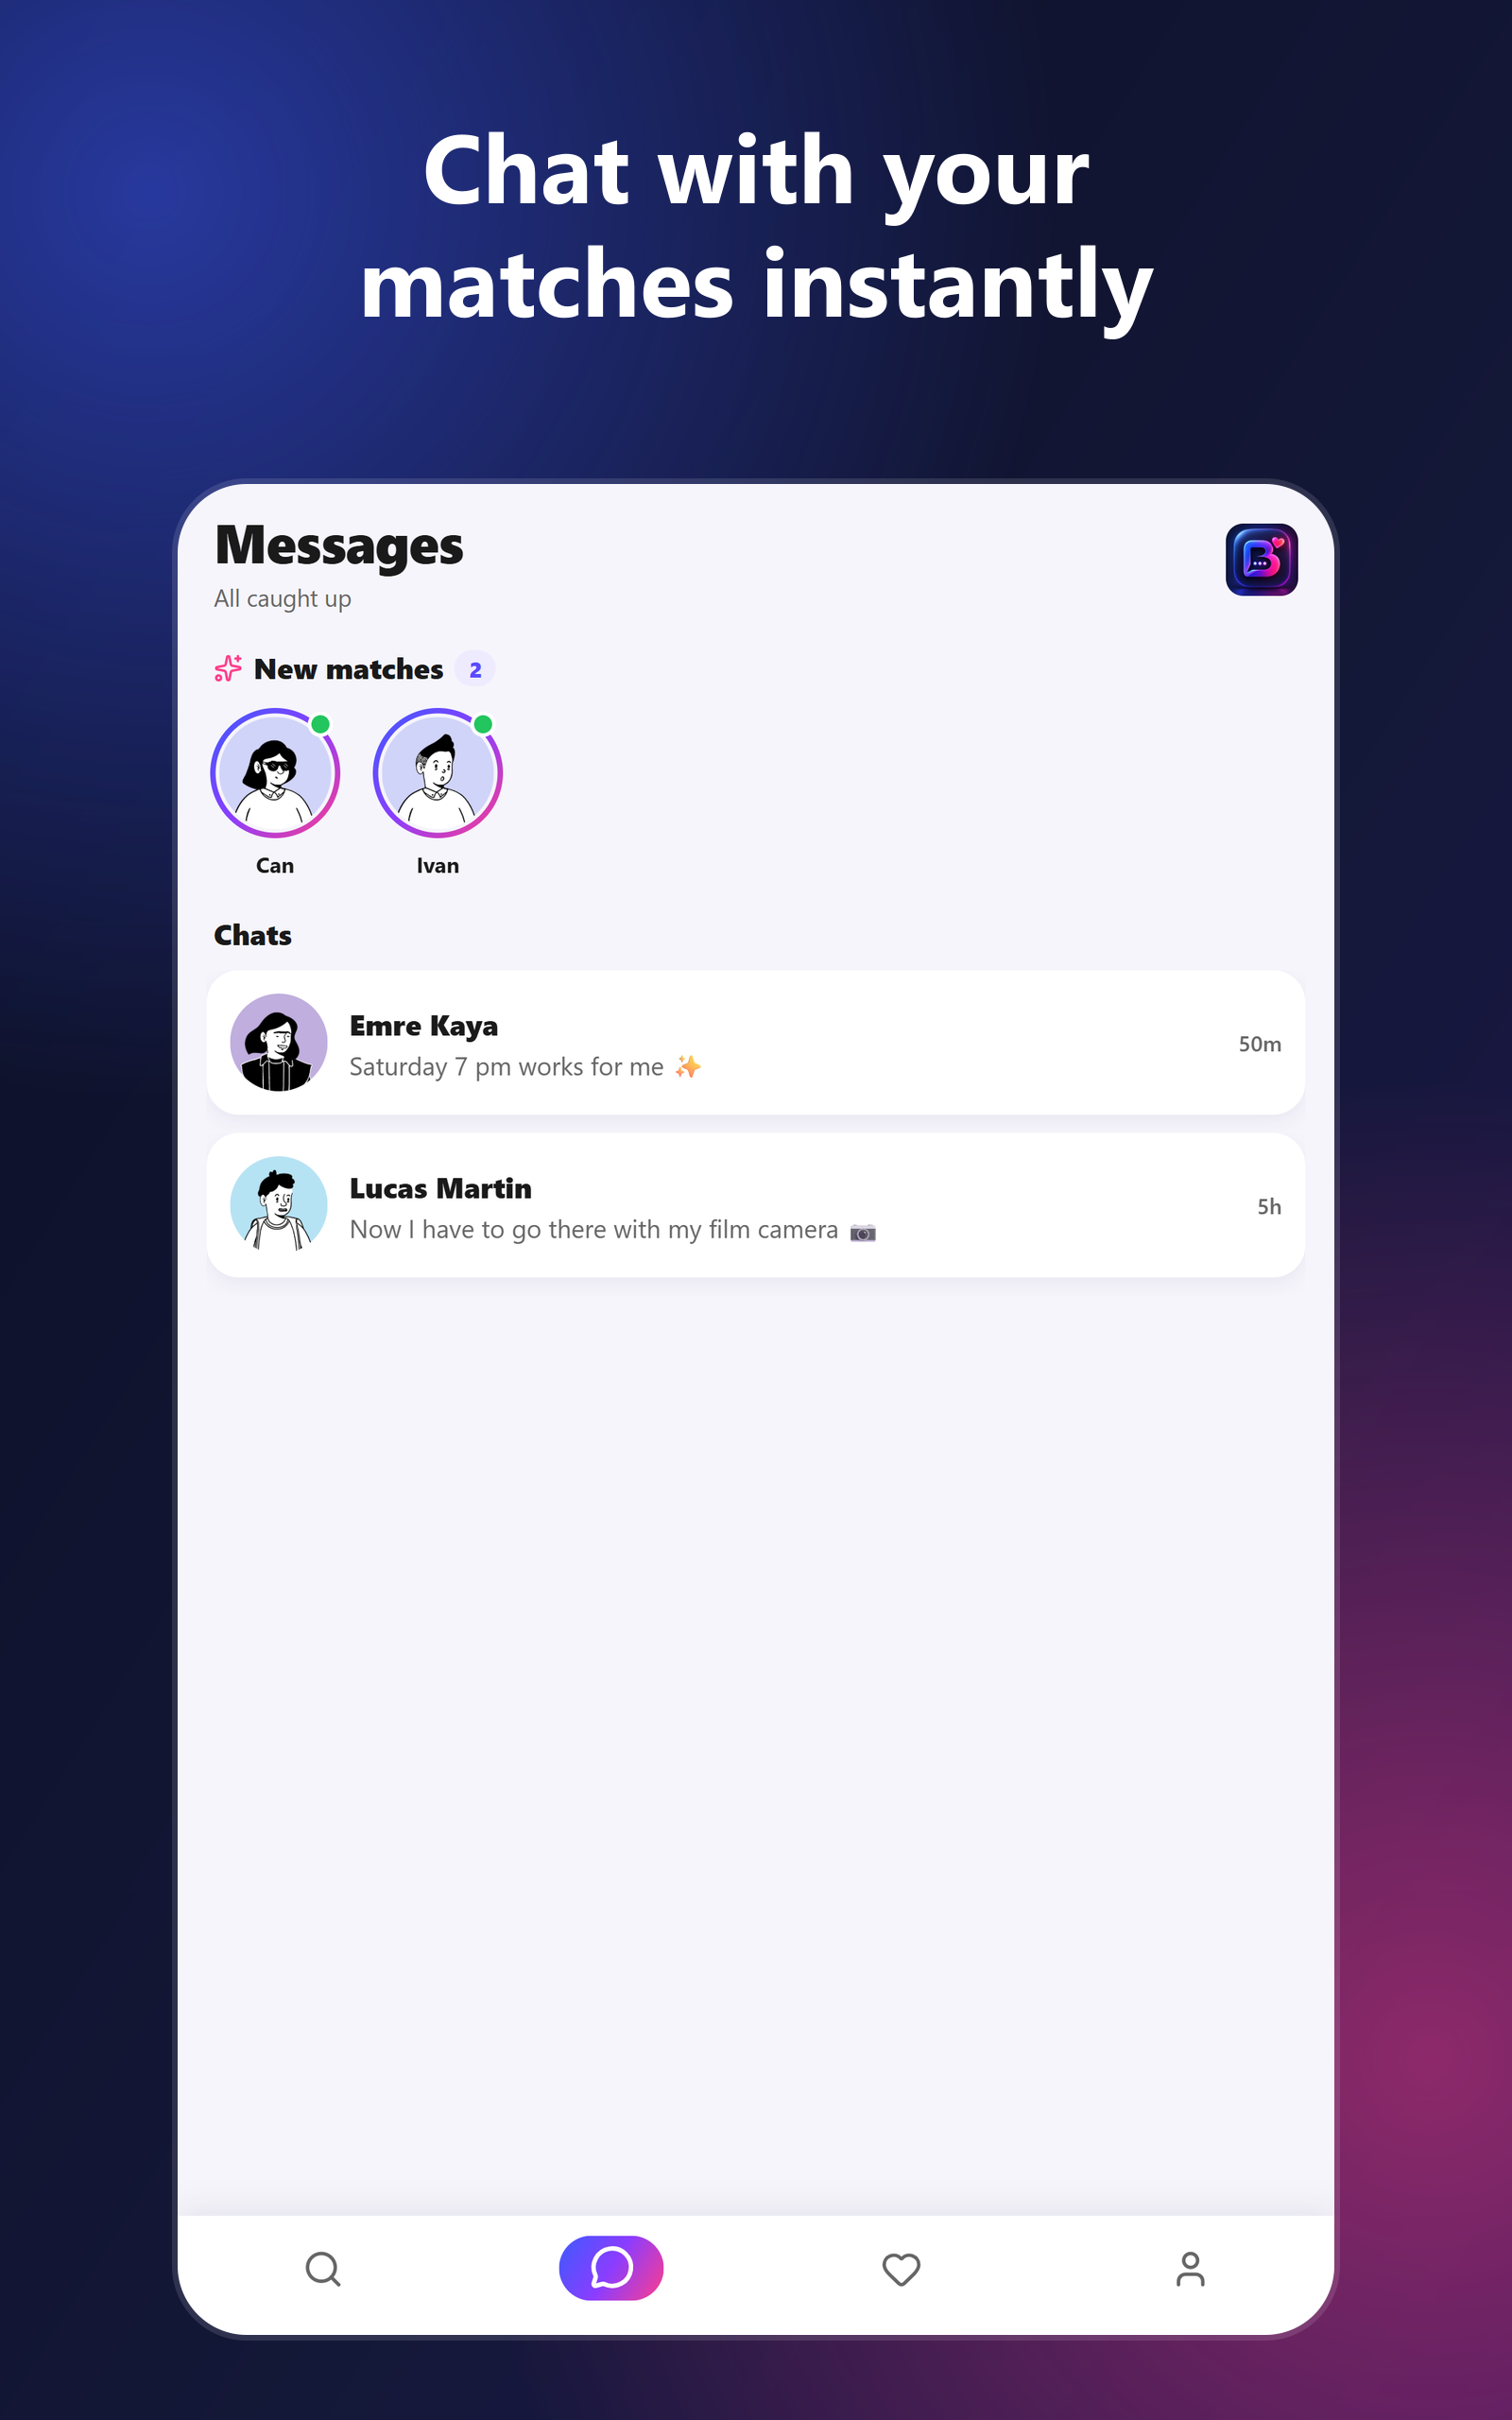 Chat with your
matches instantly
Messages
All caught up
B
New matches 2
Can
Ivan
Chats
Emre Kaya
Saturday 7 pm works for me ✨
50m
Lucas Martin
Now I have to go there with my film camera 📷
5h